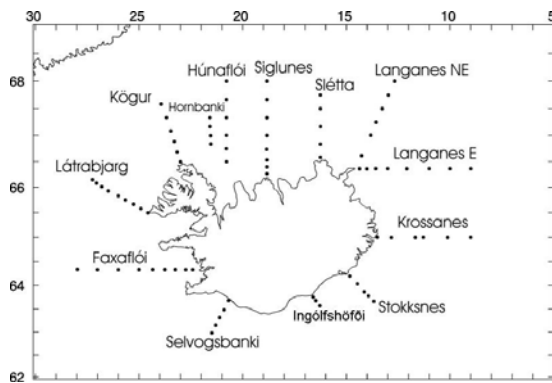 30 25 20 15 10 5
Húnaflói Siglunes
Slétta
Langanes NE
Kögur
Hornbanki
68
Langanes E
Látrabjarg
66
Krossanes
Faxaflói
64
Stokksnes
Ingólfshöfði
Selvogsbanki
62